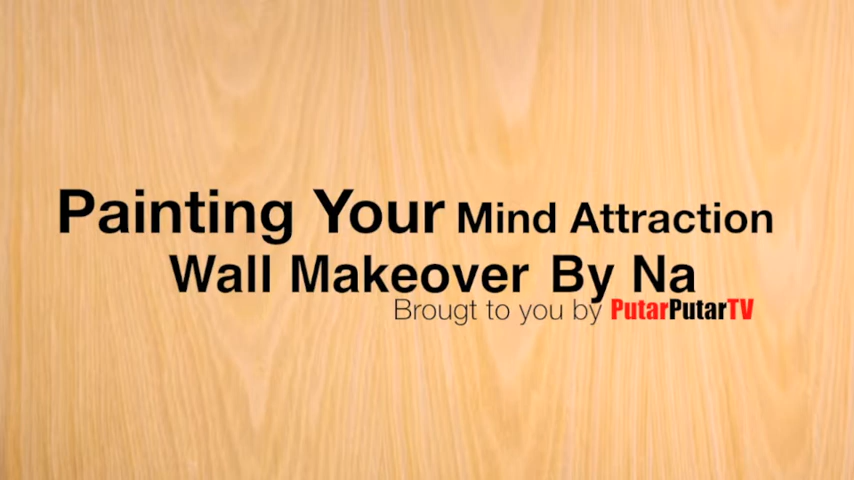 Painting Your Mind Attraction
Wall Makeover By Na
Brougt to you by PutarPutarTV